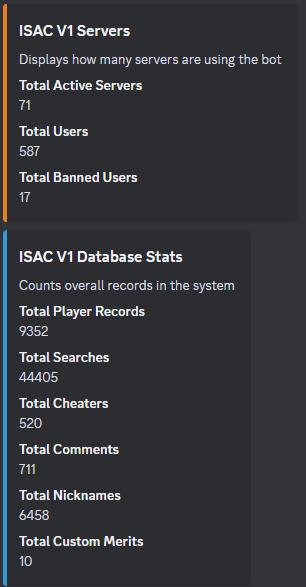 ISAC V1 Servers
Displays how many servers are using the bot
Total Active Servers
71
Total Users
587
Total Banned Users
17
ISAC V1 Database Stats
Counts overall records in the system
Total Player Records
9352
Total Searches
44405
Total Cheaters
520
Total Comments
711
Total Nicknames
6458
Total Custom Merits
10